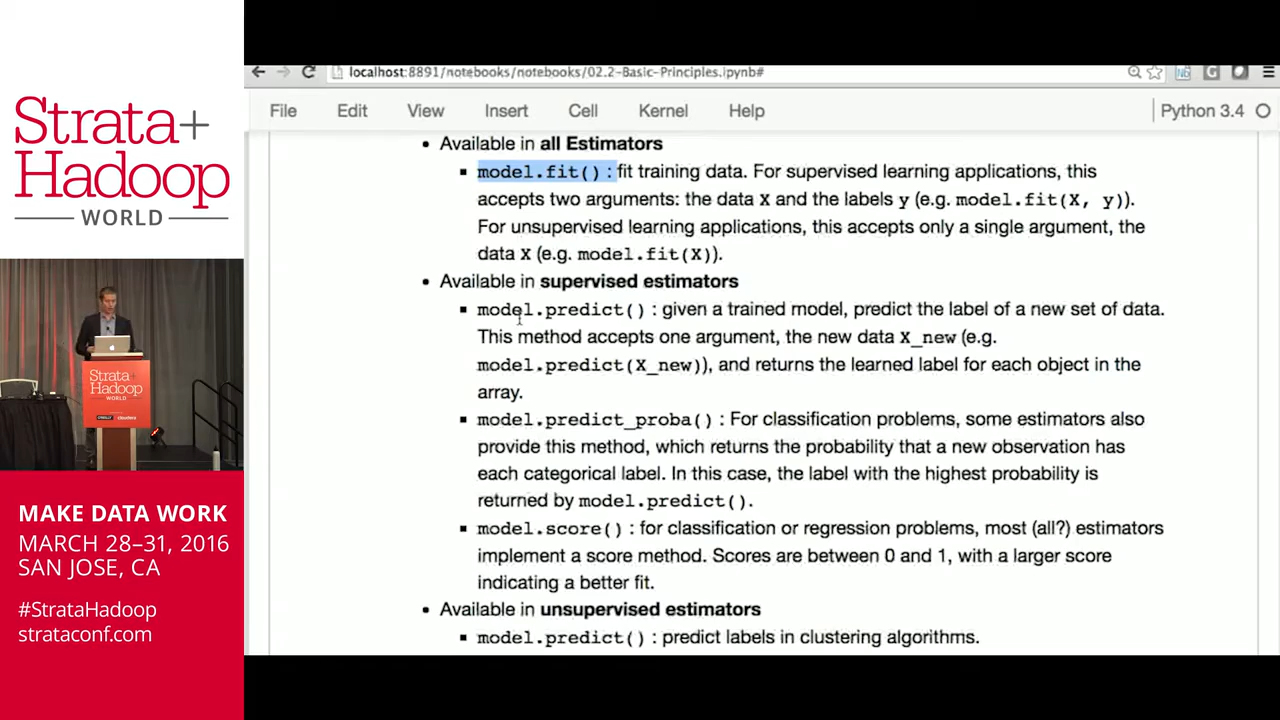 Strata+
Hadoop
WORLD
MAKE DATA WORK
MARCH 28–31, 2016
SAN JOSE, CA
#StrataHadoop
strataconf.com
Strata+
Hadoop
WORLD
O'REILLY cloudera
localhost:8891/notebooks/notebooks/02.2-Basic-Principles.ipynb#
File Edit View Insert Cell Kernel Help Python 3.4
• Available in all Estimators
▪ model.fit() : fit training data. For supervised learning applications, this
accepts two arguments: the data X and the labels y (e.g. model.fit(X, y)).
For unsupervised learning applications, this accepts only a single argument, the
data X (e.g. model.fit(X)).
• Available in supervised estimators
▪ model.predict() : given a trained model, predict the label of a new set of data.
This method accepts one argument, the new data X_new (e.g.
model.predict(X_new)), and returns the learned label for each object in the
array.
▪ model.predict_proba() : For classification problems, some estimators also
provide this method, which returns the probability that a new observation has
each categorical label. In this case, the label with the highest probability is
returned by model.predict().
▪ model.score() : for classification or regression problems, most (all?) estimators
implement a score method. Scores are between 0 and 1, with a larger score
indicating a better fit.
• Available in unsupervised estimators
▪ model.predict() : predict labels in clustering algorithms.